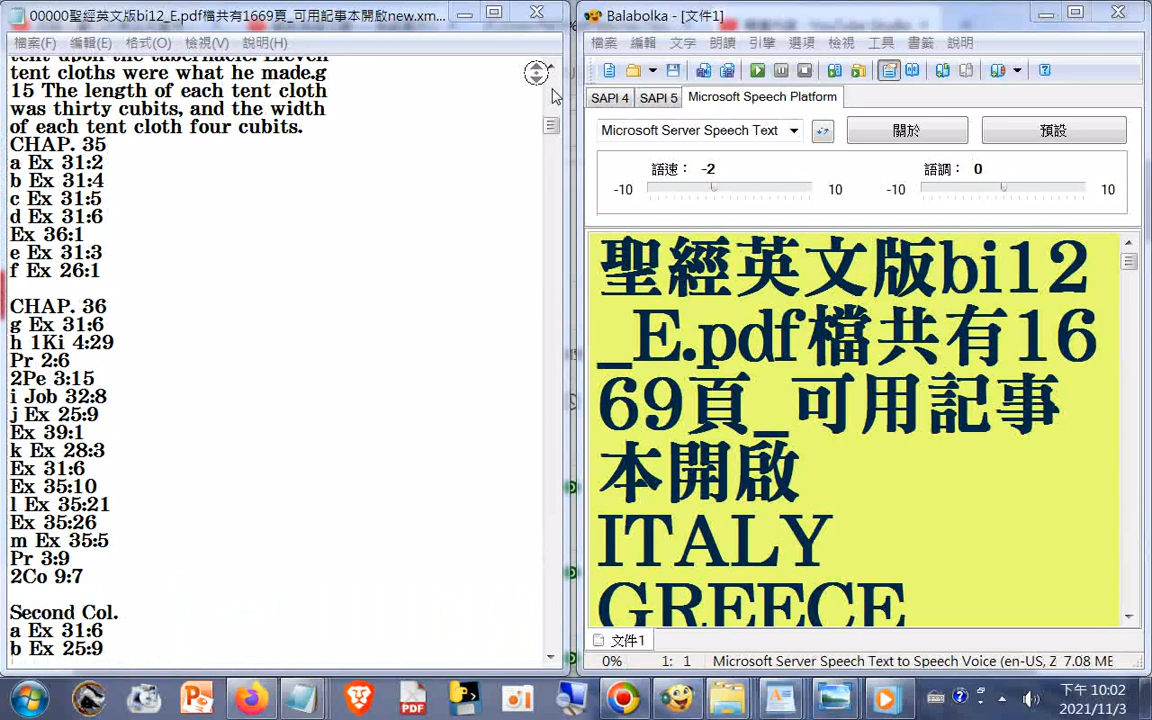 00000聖經英文版bi12_E.pdf檔共有1669頁_可用記事本開啟new.xm...
檔案(F) 編輯(E) 格式(O) 檢視(V) 說明(H)
tent upon the tabernacle. Eleven
tent cloths were what he made.g
15 The length of each tent cloth
was thirty cubits, and the width
of each tent cloth four cubits.
CHAP. 35
a Ex 31:2
b Ex 31:4
c Ex 31:5
d Ex 31:6
Ex 36:1
e Ex 31:3
f Ex 26:1
CHAP. 36
g Ex 31:6
h 1Ki 4:29
Pr 2:6
2Pe 3:15
i Job 32:8
j Ex 25:9
Ex 39:1
k Ex 28:3
Ex 31:6
Ex 35:10
l Ex 35:21
Ex 35:26
m Ex 35:5
Pr 3:9
2Co 9:7
Second Col.
a Ex 31:6
b Ex 25:9
Balabolka - [文件1]
檔案 編輯 文字 朗讀 引擎 選項 檢視 工具 書籤 說明
SAPI 4 SAPI 5 Microsoft Speech Platform
Microsoft Server Speech Text 關於 預設
語速： -2 語調： 0
-10 10 -10 10
聖經英文版bi12
_E.pdf檔共有16
69頁_可用記事
本開啟
ITALY
GREECE
文件1
0% 1: 1 Microsoft Server Speech Text to Speech Voice (en-US, Z 7.08 ME
下午 10:02
2021/11/3